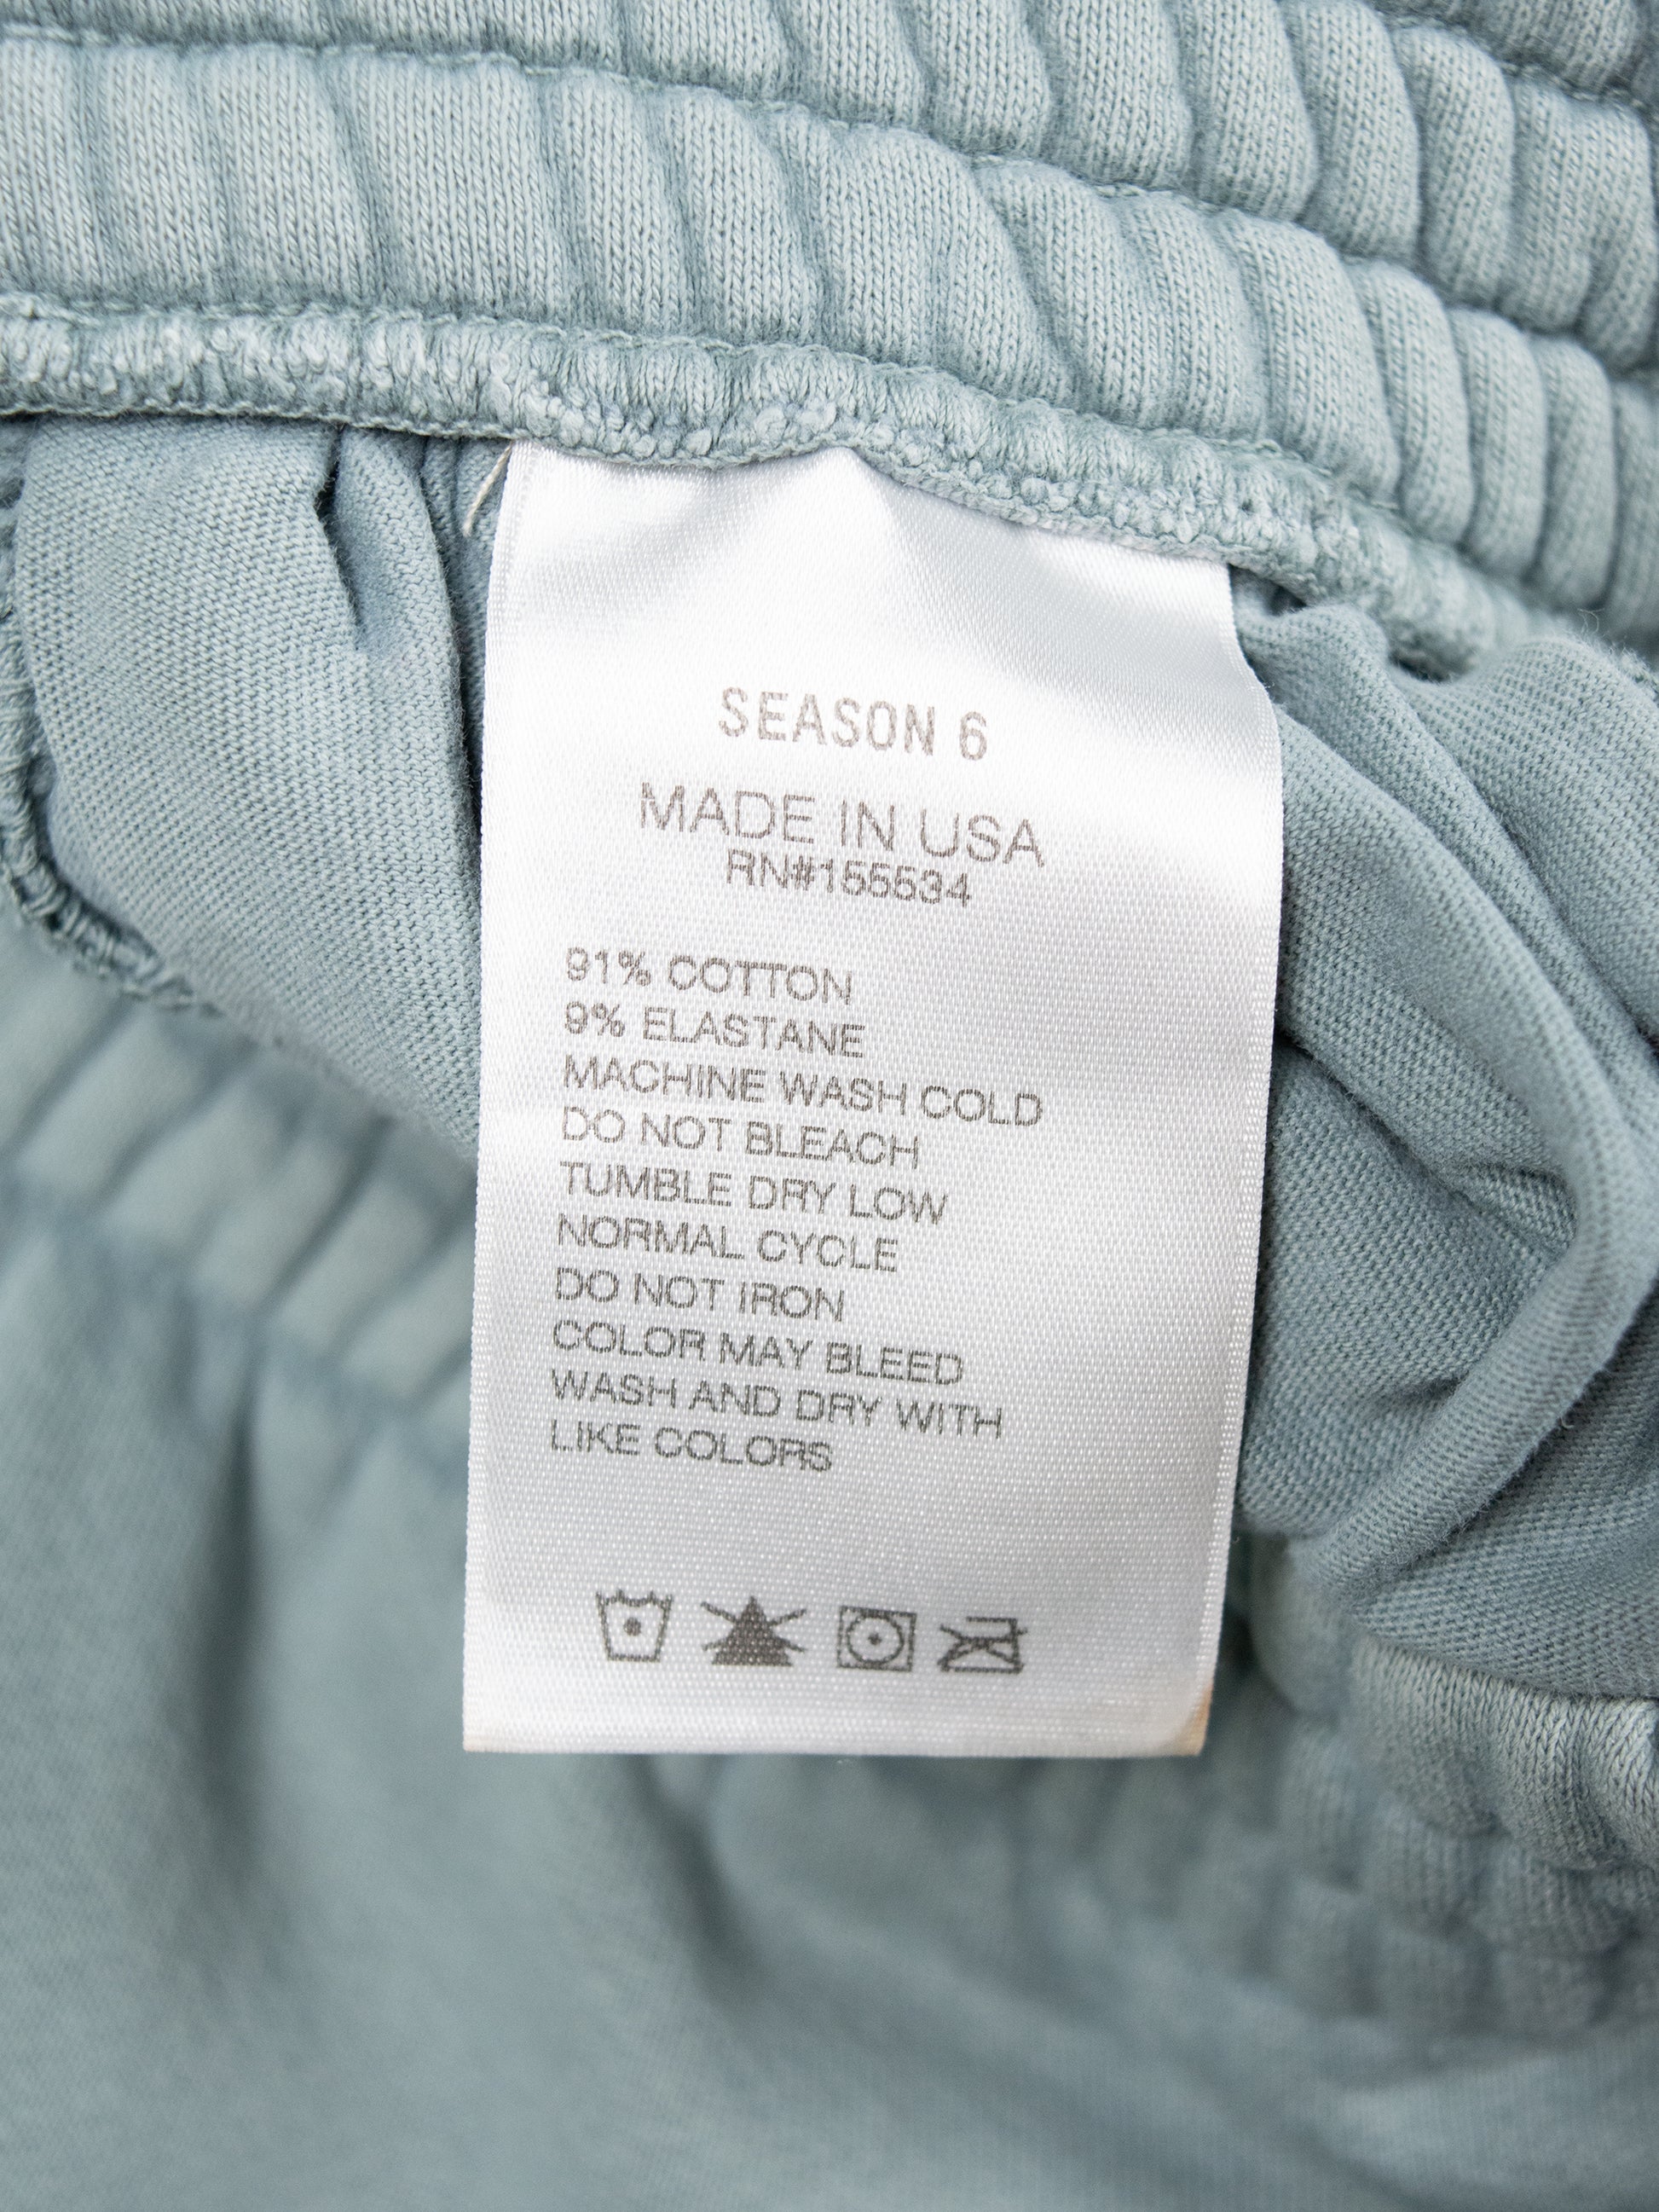 SEASON 6
MADE IN USA
RN#155534
91% COTTON
9% ELASTANE
MACHINE WASH COLD
DO NOT BLEACH
TUMBLE DRY LOW
NORMAL CYCLE
DO NOT IRON
COLOR MAY BLEED
WASH AND DRY WITH
LIKE COLORS